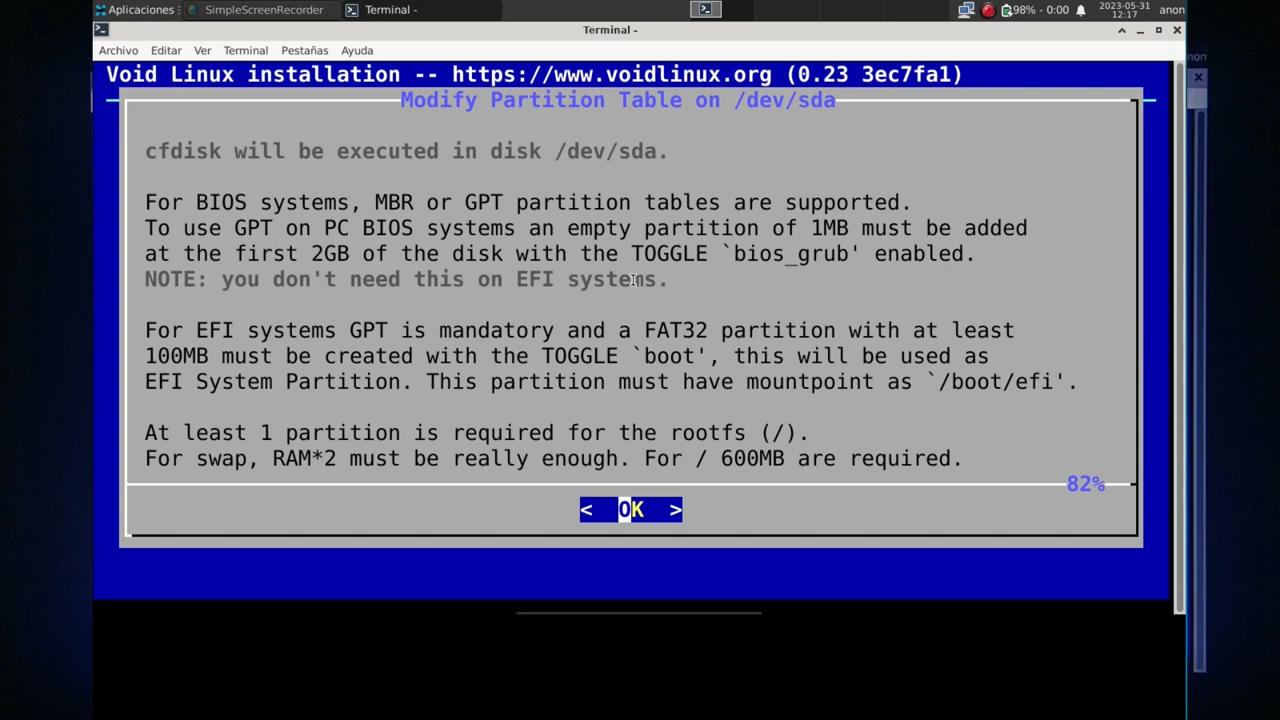 Aplicaciones
SimpleScreenRecorder
Terminal -
98% - 0:00
2023-05-31
12:17
anon
Terminal -
Archivo Editar Ver Terminal Pestañas Ayuda
non
Void Linux installation -- https://www.voidlinux.org (0.23 3ec7fa1)
Modify Partition Table on /dev/sda
cfdisk will be executed in disk /dev/sda.
For BIOS systems, MBR or GPT partition tables are supported.
To use GPT on PC BIOS systems an empty partition of 1MB must be added
at the first 2GB of the disk with the TOGGLE `bios_grub' enabled.
NOTE: you don't need this on EFI systems.
For EFI systems GPT is mandatory and a FAT32 partition with at least
100MB must be created with the TOGGLE `boot', this will be used as
EFI System Partition. This partition must have mountpoint as `/boot/efi'.
At least 1 partition is required for the rootfs (/).
For swap, RAM*2 must be really enough. For / 600MB are required.
82%
< OK >